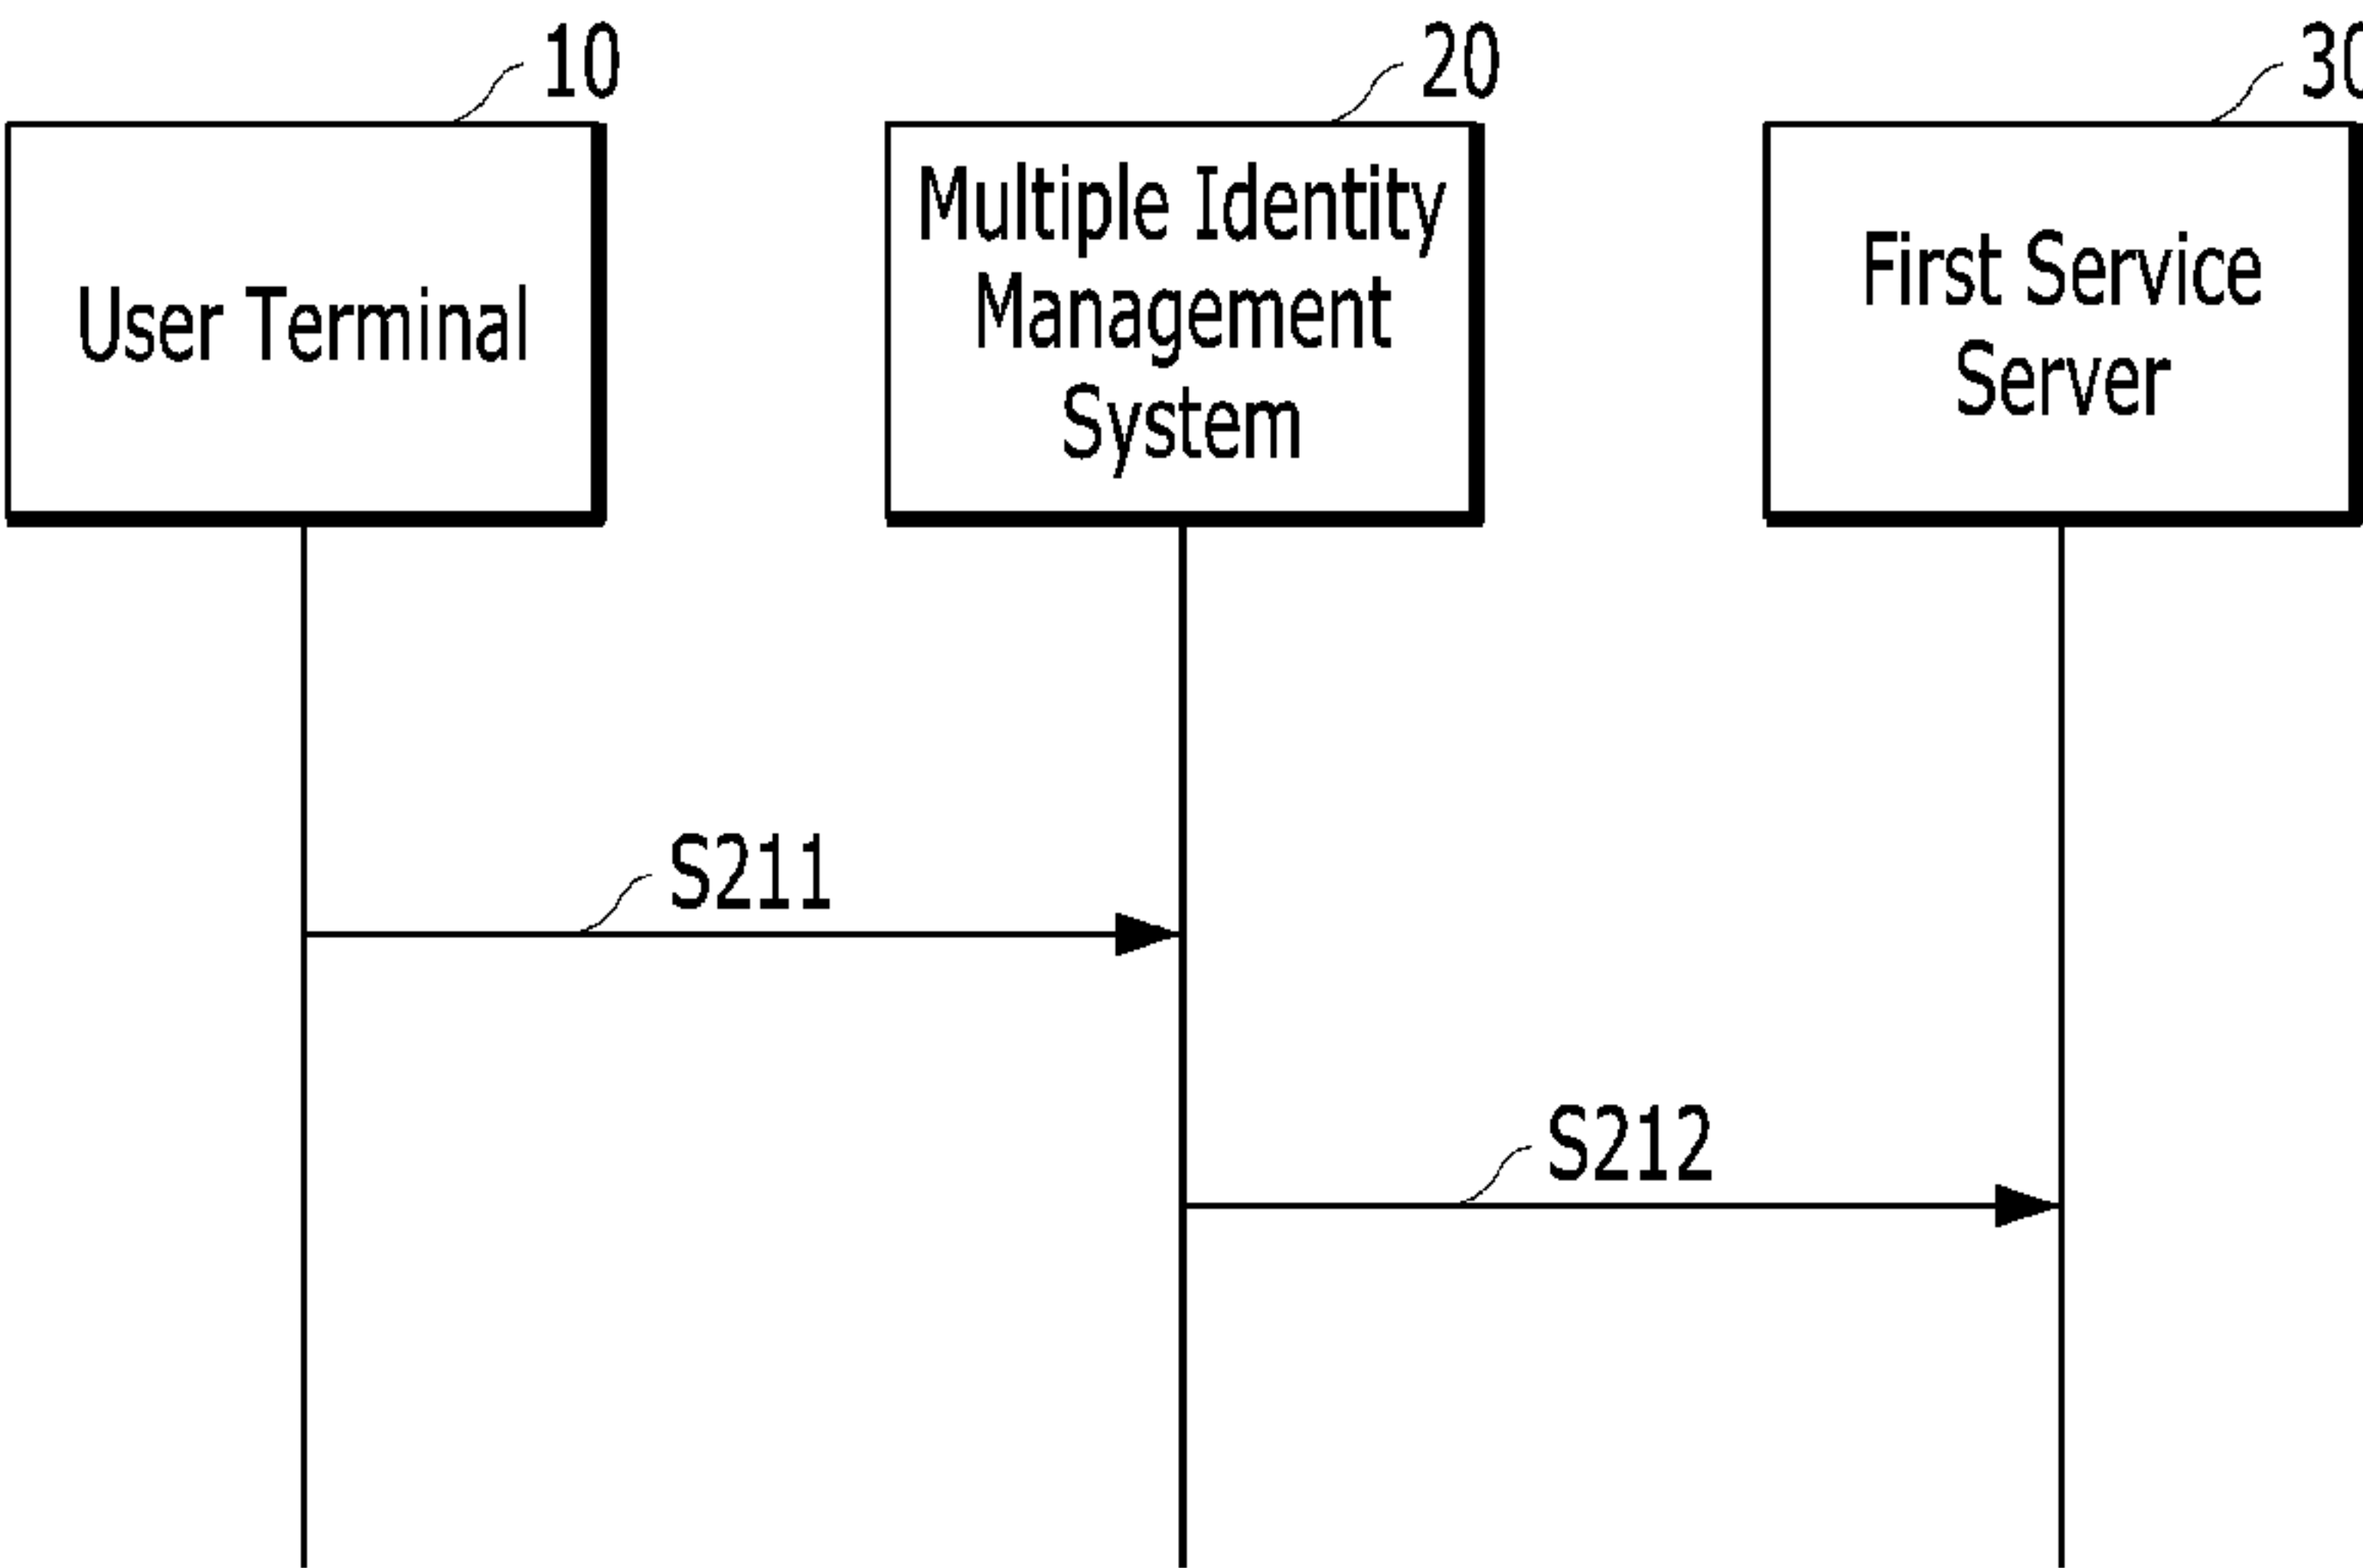 10
20
30
User Terminal
Multiple Identity
Management
System
First Service
Server
S211
S212